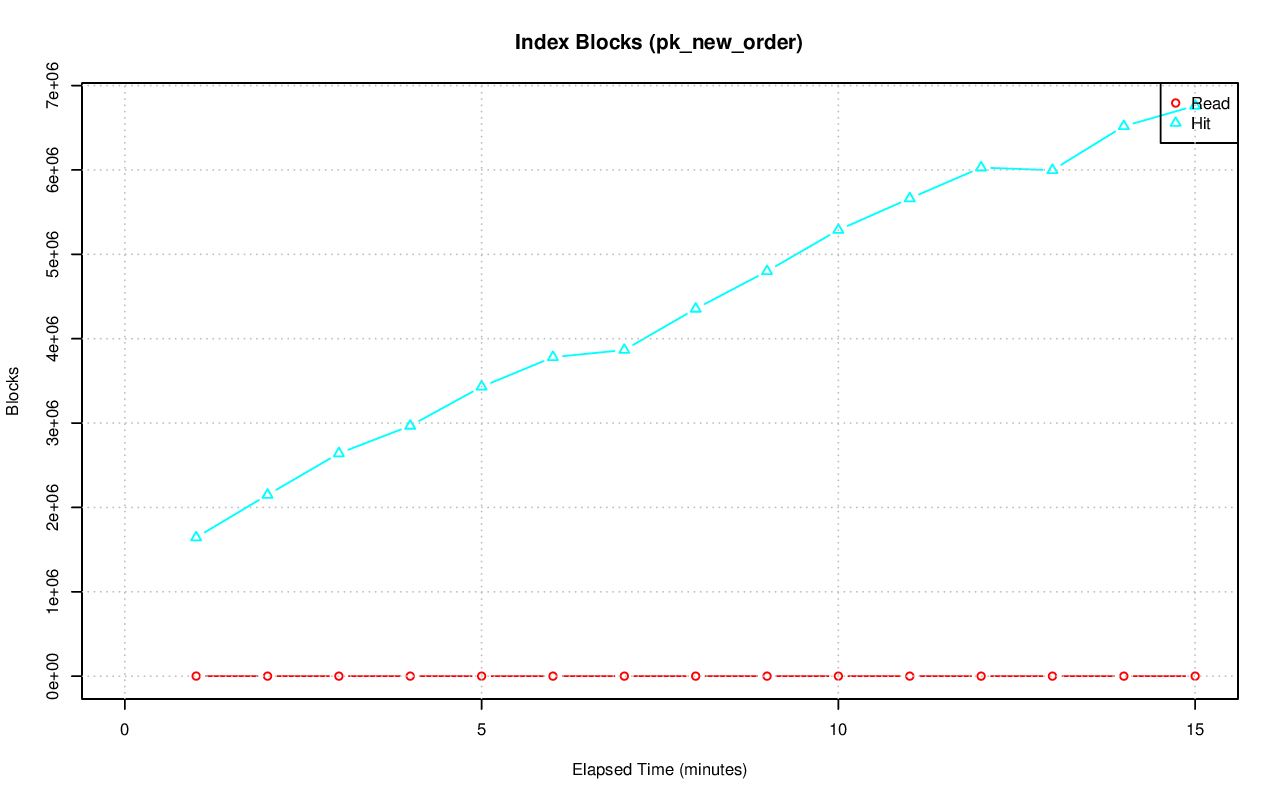 Index Blocks (pk_new_order)
Read
Hit
7e+06
6e+06
5e+06
4e+06
3e+06
2e+06
1e+06
0e+00
Blocks
0
5
10
15
Elapsed Time (minutes)